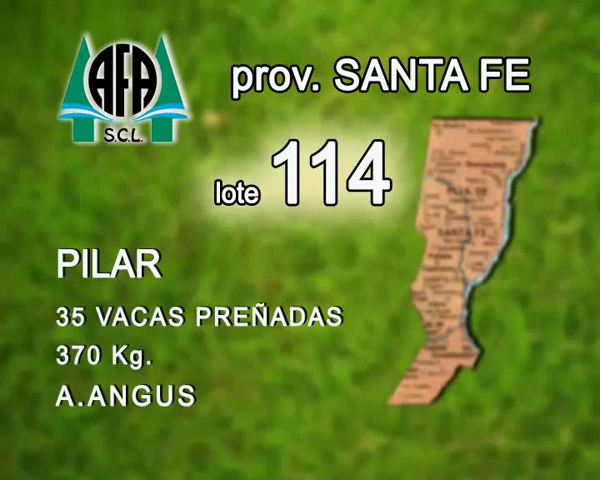 AFA
S.C.L.
prov. SANTA FE
lote 114
PILAR
35 VACAS PREÑADAS
370 Kg.
A.ANGUS
SANTA FE